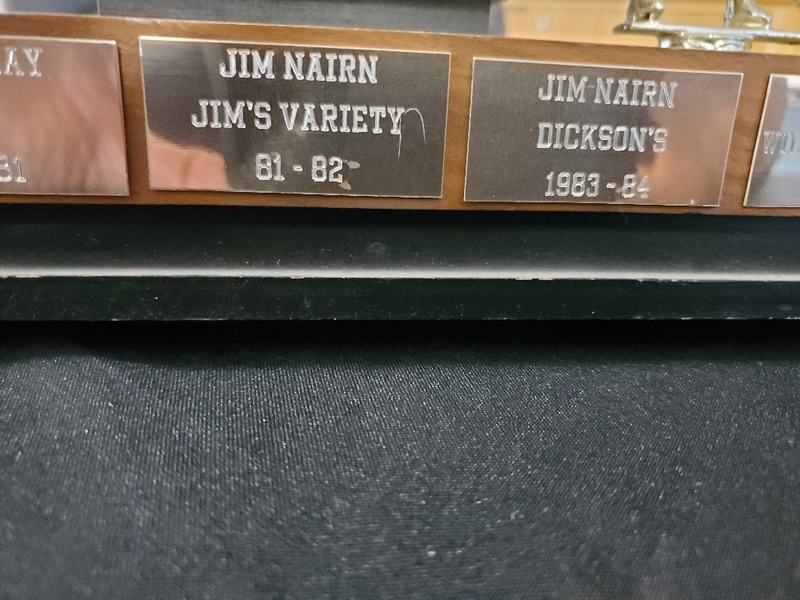 JIM NAIRN
JIM'S VARIETY
81 - 82
JIM NAIRN
DICKSON'S
1983 - 84